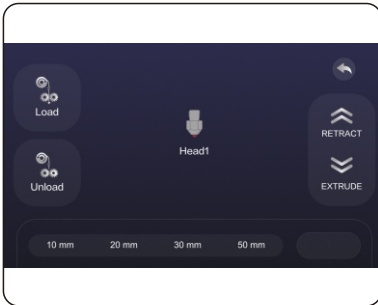 Load
Head1
RETRACT
Unload
EXTRUDE
10 mm 20 mm 30 mm 50 mm